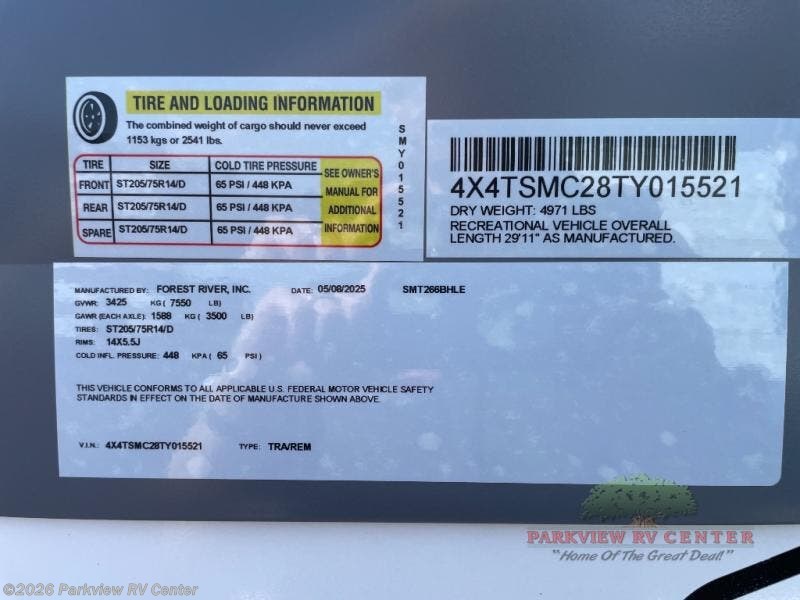 TIRE AND LOADING INFORMATION
The combined weight of cargo should never exceed
1153 kgs or 2541 lbs.
TIRE SIZE COLD TIRE PRESSURE
FRONT ST205/75R14/D 65 PSI / 448 KPA
REAR ST205/75R14/D 65 PSI / 448 KPA
SPARE ST205/75R14/D 65 PSI / 448 KPA
SEE OWNER'S
MANUAL FOR
ADDITIONAL
INFORMATION
SMY015521
4X4TSMC28TY015521
DRY WEIGHT: 4971 LBS
RECREATIONAL VEHICLE OVERALL
LENGTH 29'11" AS MANUFACTURED.
MANUFACTURED BY: FOREST RIVER, INC. DATE: 05/08/2025 SMT266BHLE
GVWR: 3425 KG ( 7550 LB)
GAWR (EACH AXLE): 1588 KG ( 3500 LB)
TIRES: ST205/75R14/D
RIMS: 14X5.5J
COLD INFL. PRESSURE: 448 KPA ( 65 PSI )
THIS VEHICLE CONFORMS TO ALL APPLICABLE U.S. FEDERAL MOTOR VEHICLE SAFETY
STANDARDS IN EFFECT ON THE DATE OF MANUFACTURE SHOWN ABOVE.
V.I.N.: 4X4TSMC28TY015521 TYPE: TRA/REM
PARKVIEW RV CENTER
"Home Of The Great Deal!"
©2026 Parkview RV Center